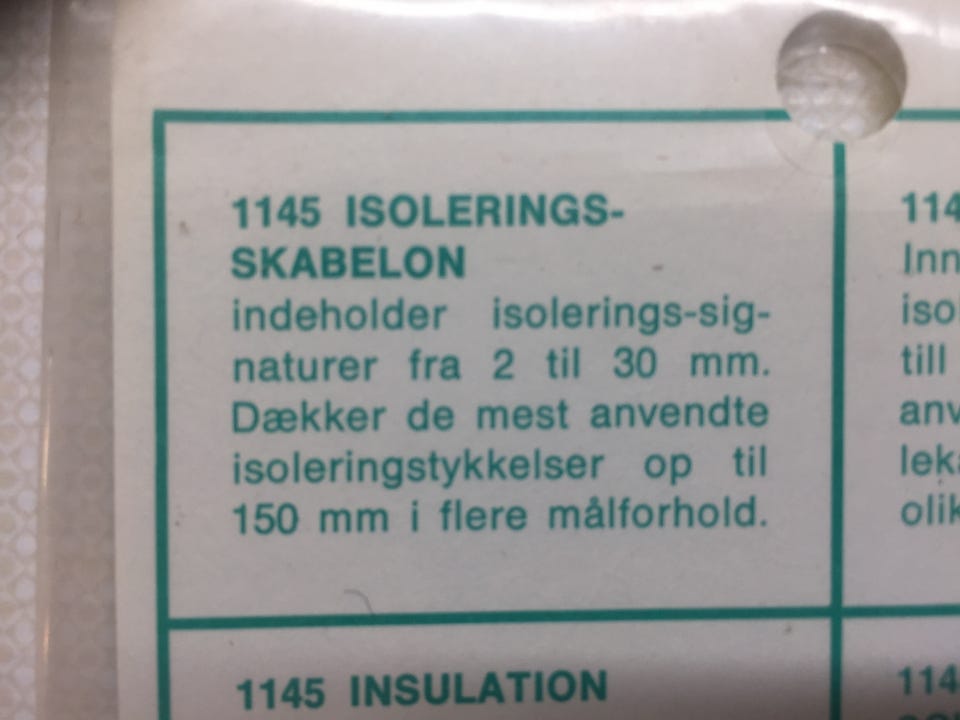 1145 ISOLERINGS-
SKABELON
indeholder isolerings-sig-
naturer fra 2 til 30 mm.
Dækker de mest anvendte
isoleringstykkelser op til
150 mm i flere målforhold.
till
1145 INSULATION